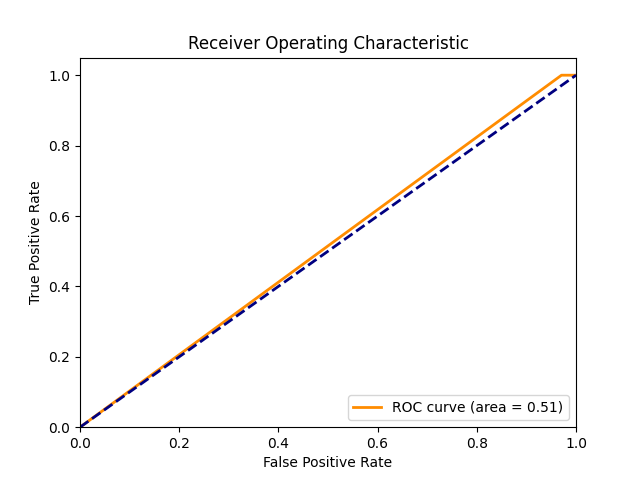 Receiver Operating Characteristic
True Positive Rate
1.0
0.8
0.6
0.4
0.2
0.0
ROC curve (area = 0.51)
0.0 0.2 0.4 0.6 0.8 1.0
False Positive Rate